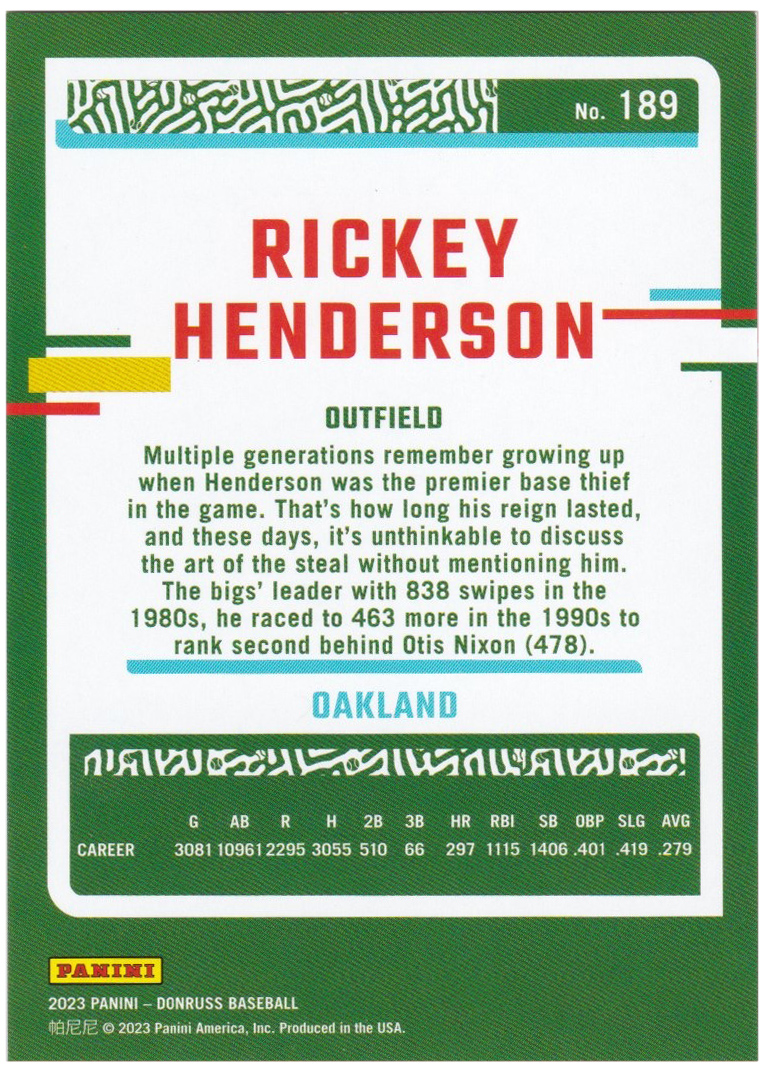 No. 189
RICKEY
HENDERSON
OUTFIELD
Multiple generations remember growing up
when Henderson was the premier base thief
in the game. That's how long his reign lasted,
and these days, it's unthinkable to discuss
the art of the steal without mentioning him.
The bigs' leader with 838 swipes in the
1980s, he raced to 463 more in the 1990s to
rank second behind Otis Nixon (478).
OAKLAND
G AB R H 2B 3B HR RBI SB OBP SLG AVG
CAREER 3081 10961 2295 3055 510 66 297 1115 1406 .401 .419 .279
PANINI
2023 PANINI – DONRUSS BASEBALL
帕尼尼 © 2023 Panini America, Inc. Produced in the USA.